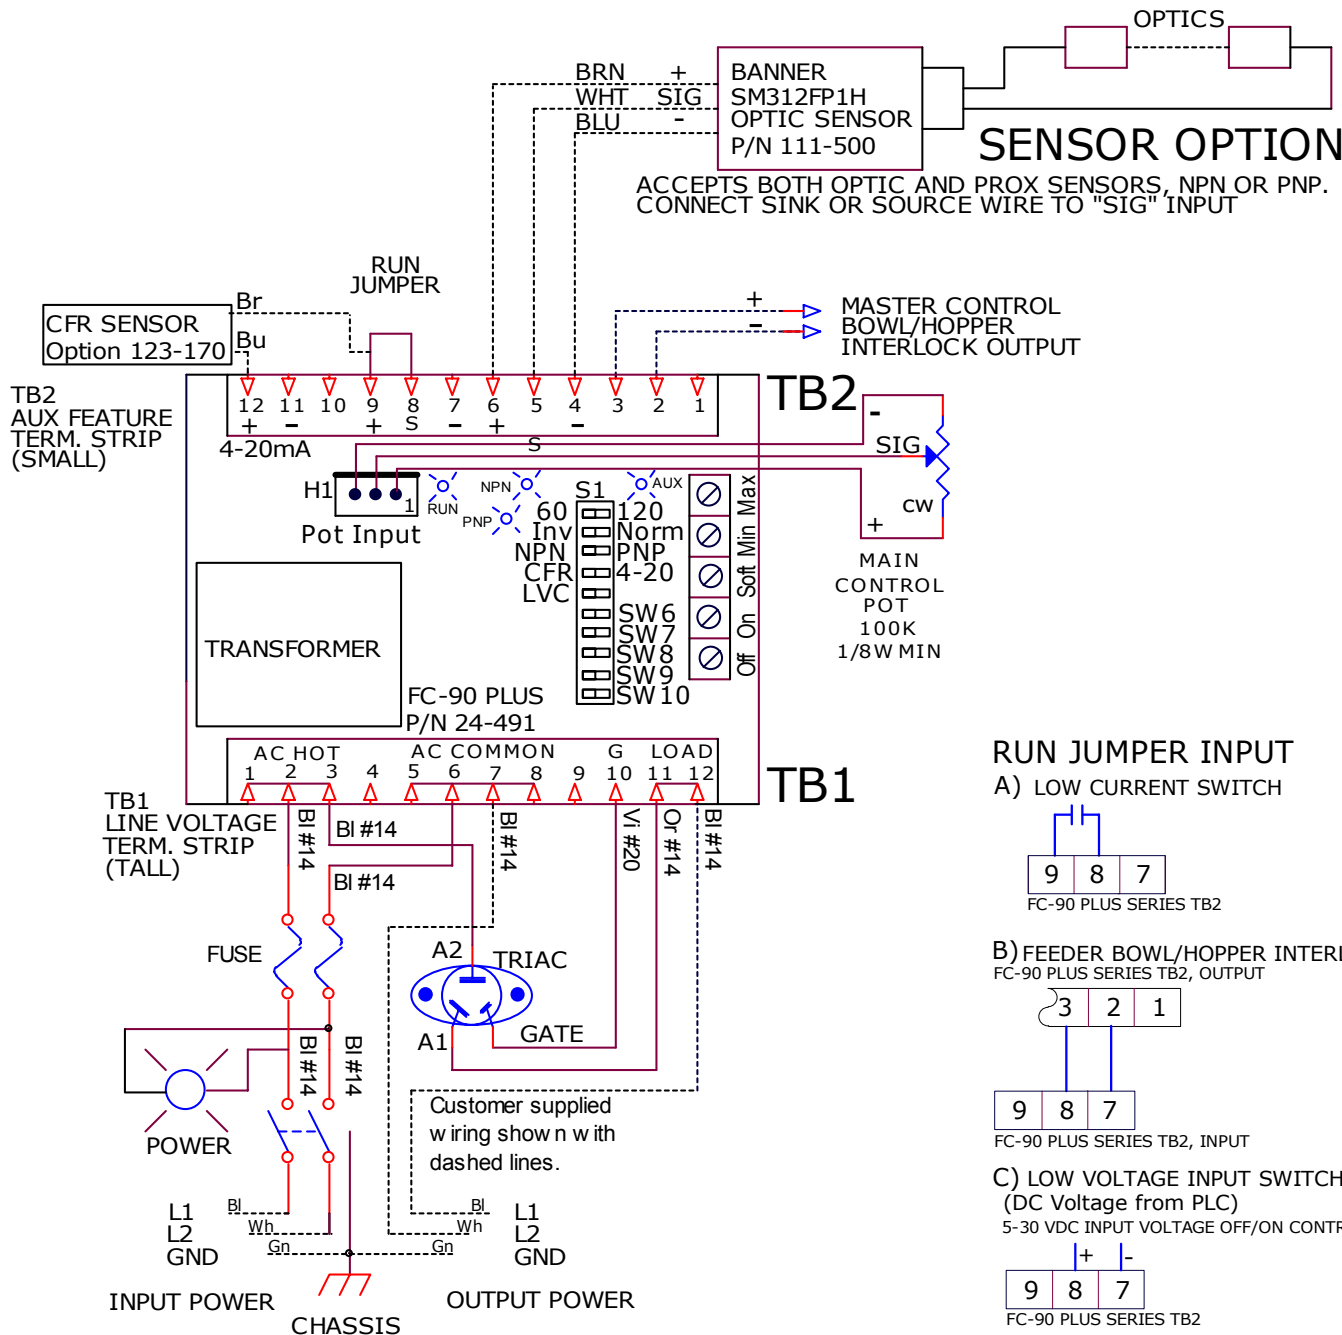 OPTICS
BRN +
WHT SIG
BLU -
BANNER
SM312FP1H
OPTIC SENSOR
P/N 111-500
SENSOR OPTION
ACCEPTS BOTH OPTIC AND PROX SENSORS, NPN OR PNP.
CONNECT SINK OR SOURCE WIRE TO "SIG" INPUT
RUN
JUMPER
CFR SENSOR
Option 123-170
Br
Bu
+
-
MASTER CONTROL
BOWL/HOPPER
INTERLOCK OUTPUT
TB2
AUX FEATURE
TERM. STRIP
(SMALL)
12 11 10 9 8 7 6 5 4 3 2 1
+ - + S - + S -
4-20mA
TB2
-
SIG
cw
+
MAIN
CONTROL
POT
100K
1/8W MIN
H1
1
Pot Input
RUN
NPN
PNP
AUX
S1
60 120
Inv Norm
NPN PNP
CFR 4-20
LVC
SW6
SW7
SW8
SW9
SW10
Max
Min
Soft
On
Off
TRANSFORMER
FC-90 PLUS
P/N 24-491
AC HOT AC COMMON G LOAD
1 2 3 4 5 6 7 8 9 10 11 12
TB1
TB1
LINE VOLTAGE
TERM. STRIP
(TALL)
Bl #14
Bl #14
Bl #14
Bl #14
Vi #20
Or #14
Bl #14
FUSE
A2
TRIAC
A1
GATE
Bl #14
Bl #14
POWER
Customer supplied
wiring shown with
dashed lines.
L1 Bl
L2 Wh
GND Gn
Bl L1
Wh L2
Gn GND
INPUT POWER
OUTPUT POWER
CHASSIS
RUN JUMPER INPUT
A) LOW CURRENT SWITCH
9 8 7
FC-90 PLUS SERIES TB2
B) FEEDER BOWL/HOPPER INTERL
FC-90 PLUS SERIES TB2, OUTPUT
3 2 1
9 8 7
FC-90 PLUS SERIES TB2, INPUT
C) LOW VOLTAGE INPUT SWITCH
(DC Voltage from PLC)
5-30 VDC INPUT VOLTAGE OFF/ON CONTR
+ -
9 8 7
FC-90 PLUS SERIES TB2